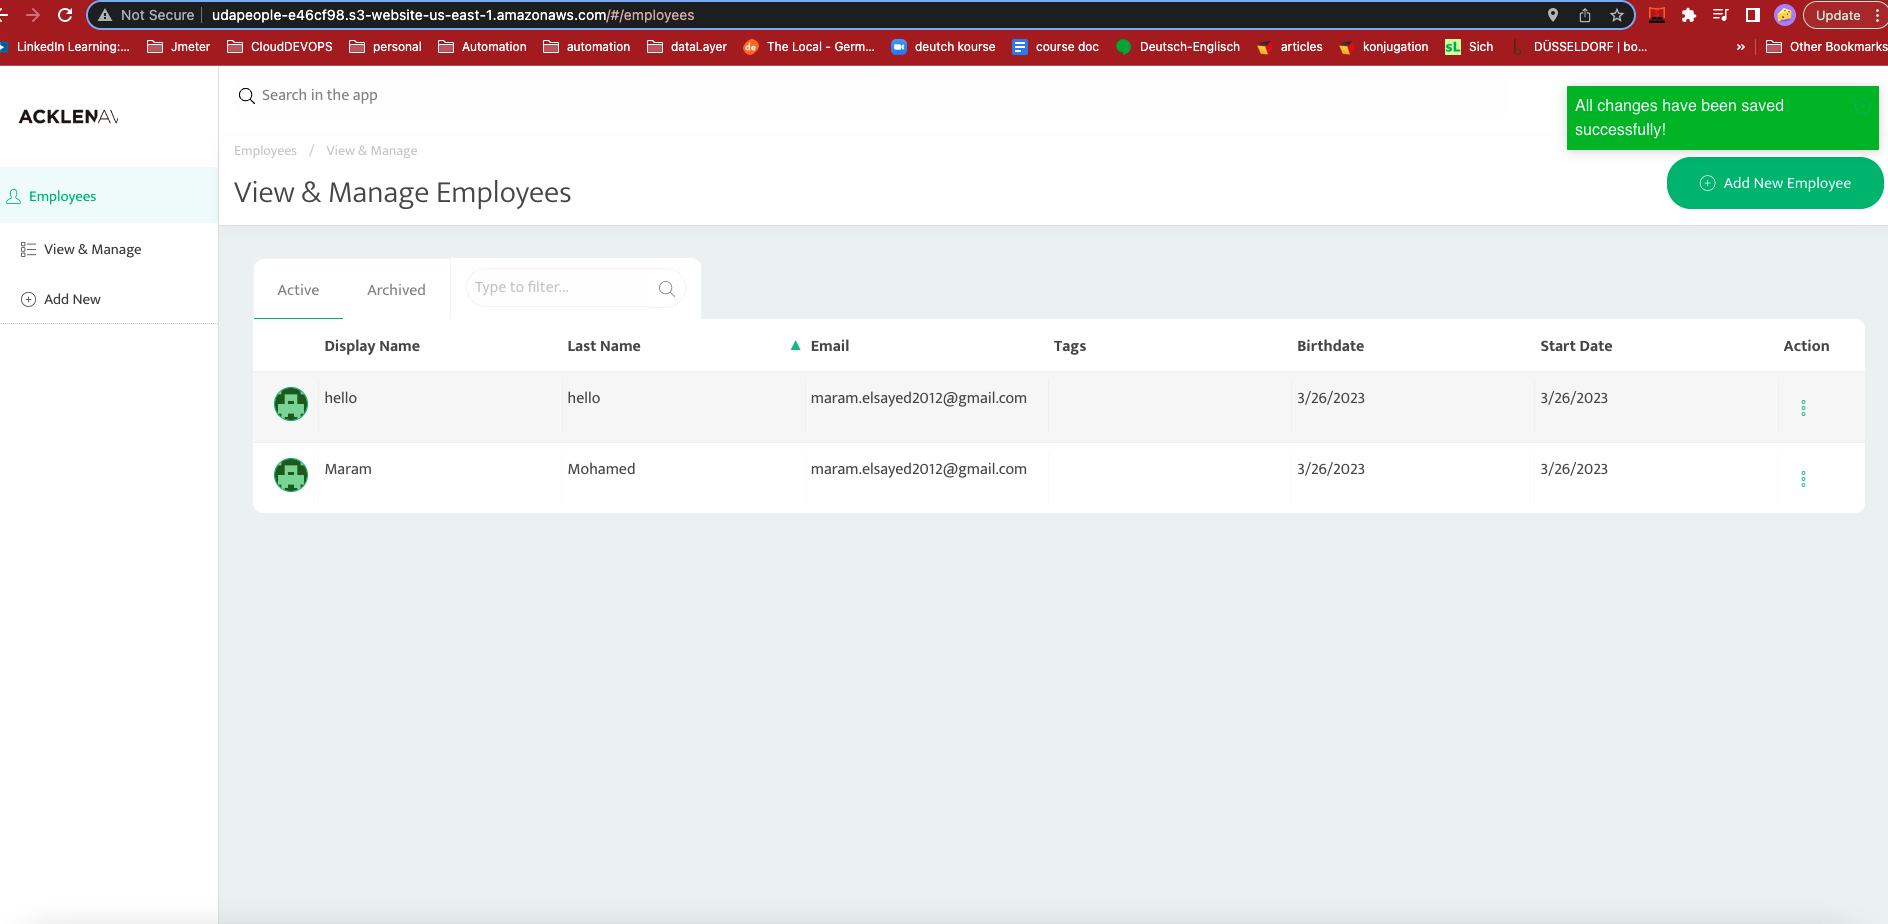 Not Secure udapeople-e46cf98.s3-website-us-east-1.amazonaws.com/#/employees Update
LinkedIn Learning:... Jmeter CloudDEVOPS personal Automation automation dataLayer The Local - Germ... deutch kourse course doc Deutsch-Englisch articles konjugation Sich DÜSSELDORF | bo... » Other Bookmarks
ACKLENAV
Search in the app
All changes have been saved
successfully!
Employees / View & Manage
View & Manage Employees
Add New Employee
Employees
View & Manage
Add New
Active Archived Type to filter...
Display Name Last Name ▲ Email Tags Birthdate Start Date Action
hello hello maram.elsayed2012@gmail.com 3/26/2023 3/26/2023
Maram Mohamed maram.elsayed2012@gmail.com 3/26/2023 3/26/2023